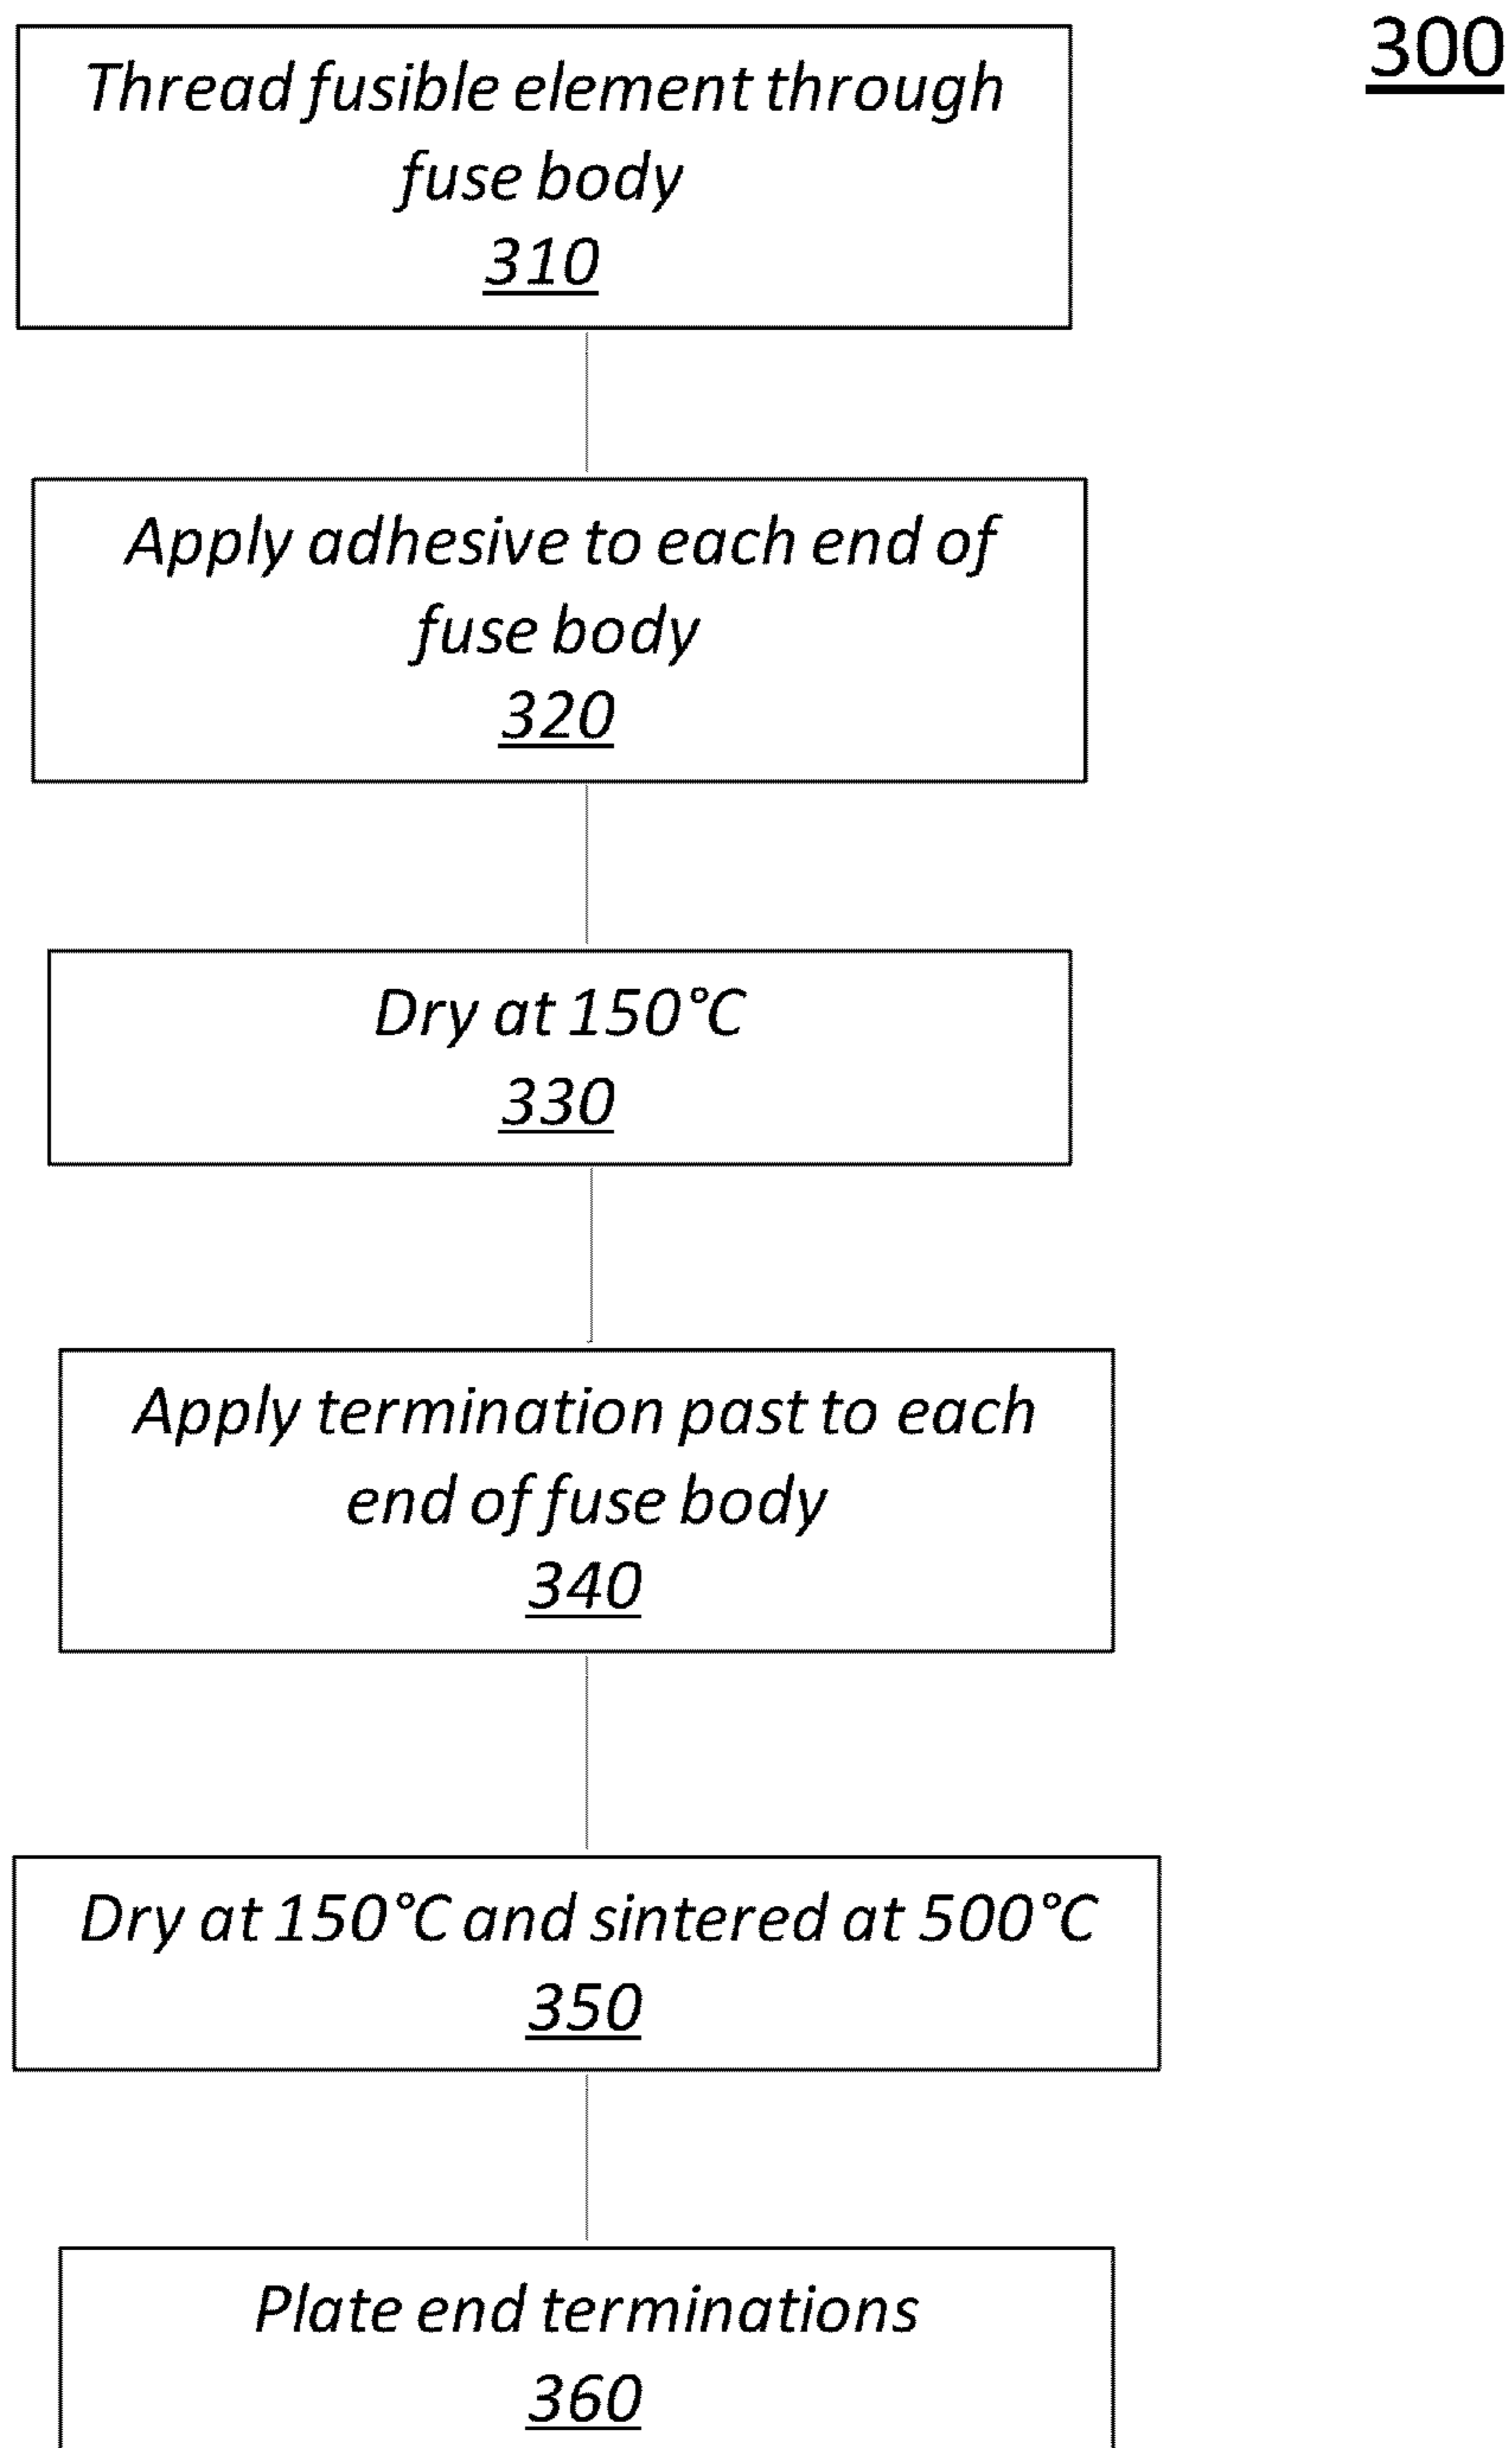 300
Thread fusible element through
fuse body
310
Apply adhesive to each end of
fuse body
320
Dry at 150°C
330
Apply termination past to each
end of fuse body
340
Dry at 150°C and sintered at 500°C
350
Plate end terminations
360